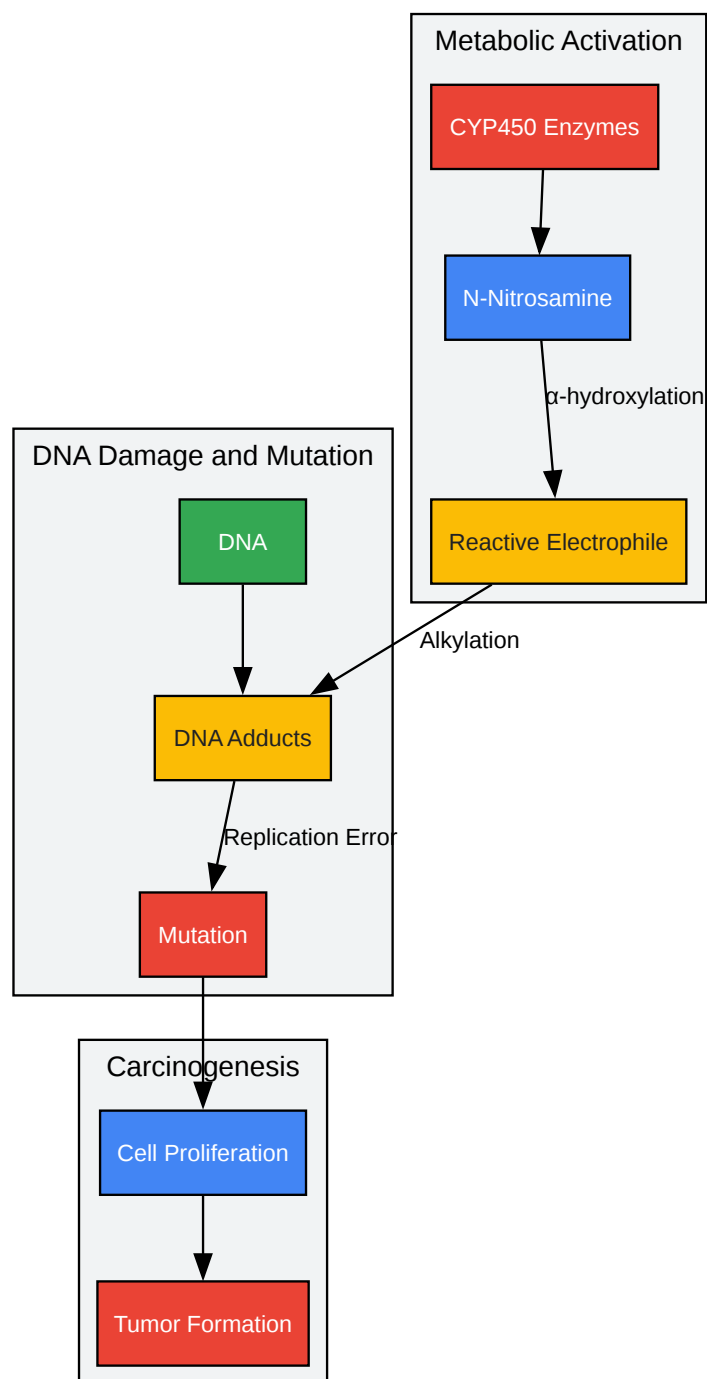 Metabolic Activation
CYP450 Enzymes
N-Nitrosamine
α-hydroxylation
Reactive Electrophile
Alkylation
DNA Damage and Mutation
DNA
DNA Adducts
Replication Error
Mutation
Carcinogenesis
Cell Proliferation
Tumor Formation